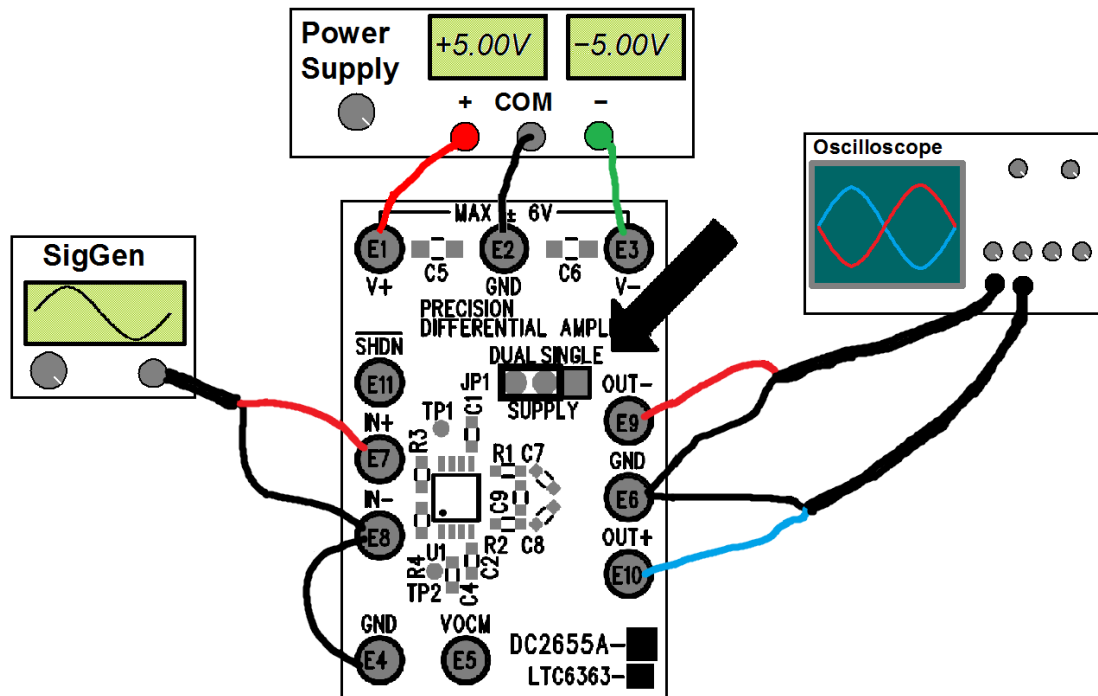 Power
Supply
+5.00V
−5.00V
+ COM −
MAX ± 6V
E1
E2
E3
C5
C6
V+
GND
V-
SigGen
Oscilloscope
PRECISION
DIFFERENTIAL
SHDN
DUAL SINGLE
JP1
SUPPLY
E11
OUT-
E9
IN+
TP1
C1
E7
R3
R1
C7
GND
C9
E6
IN-
E8
R2
C8
OUT+
U1
R4
C2
E10
TP2
C4
GND
VOCM
E4
E5
DC2655A-
LTC6363-